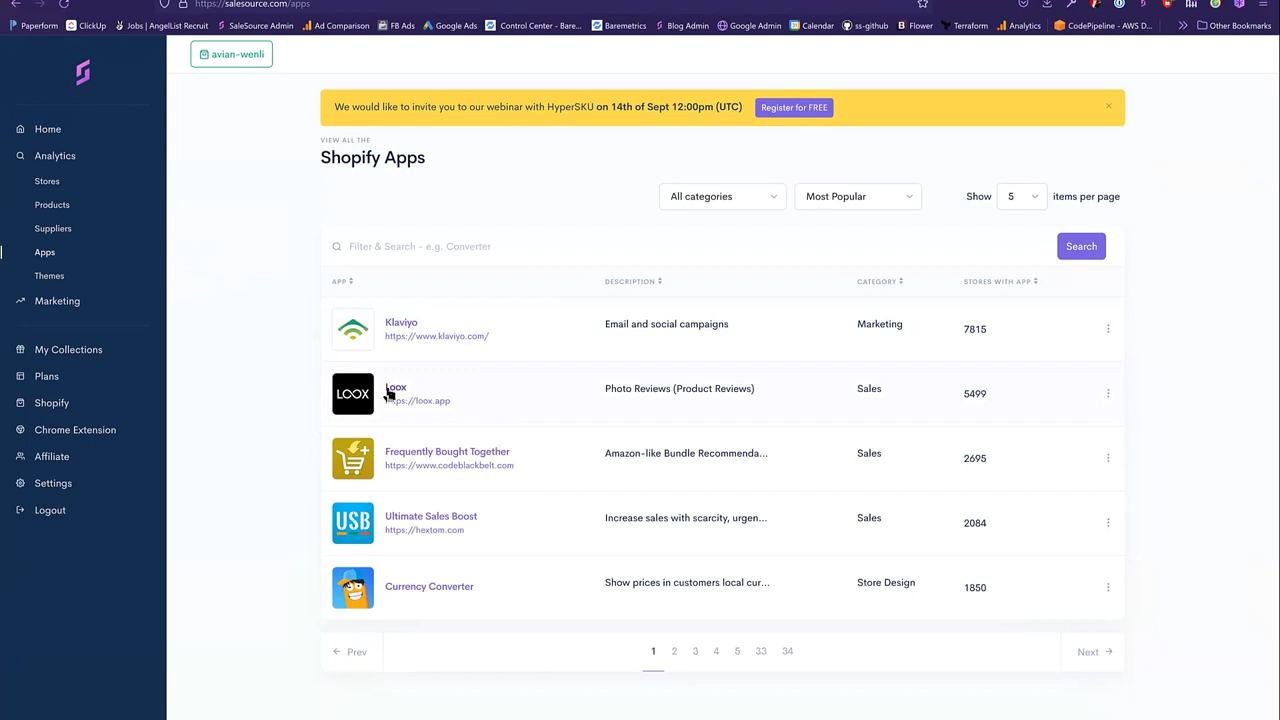 https://salesource.com/apps
Paperform ClickUp Jobs | AngelList Recruit SaleSource Admin Ad Comparison FB Ads Google Ads Control Center - Bare... Baremetrics Blog Admin Google Admin Calendar ss-github Flower Terraform Analytics CodePipeline - AWS D... Other Bookmarks
avian-wenli
Home
Analytics
Stores
Products
Suppliers
Apps
Themes
Marketing
My Collections
Plans
Shopify
Chrome Extension
Affiliate
Settings
Logout
We would like to invite you to our webinar with HyperSKU on 14th of Sept 12:00pm (UTC) Register for FREE
VIEW ALL THE
Shopify Apps
All categories Most Popular Show 5 items per page
Filter & Search - e.g. Converter Search
APP DESCRIPTION CATEGORY STORES WITH APP
Klaviyo Email and social campaigns Marketing 7815
https://www.klaviyo.com/
LOOX Loox Photo Reviews (Product Reviews) Sales 5499
https://loox.app
Frequently Bought Together Amazon-like Bundle Recommenda... Sales 2695
https://www.codeblackbelt.com
USB Ultimate Sales Boost Increase sales with scarcity, urgen... Sales 2084
https://hextom.com
Currency Converter Show prices in customers local cur... Store Design 1850
Prev 1 2 3 4 5 33 34 Next